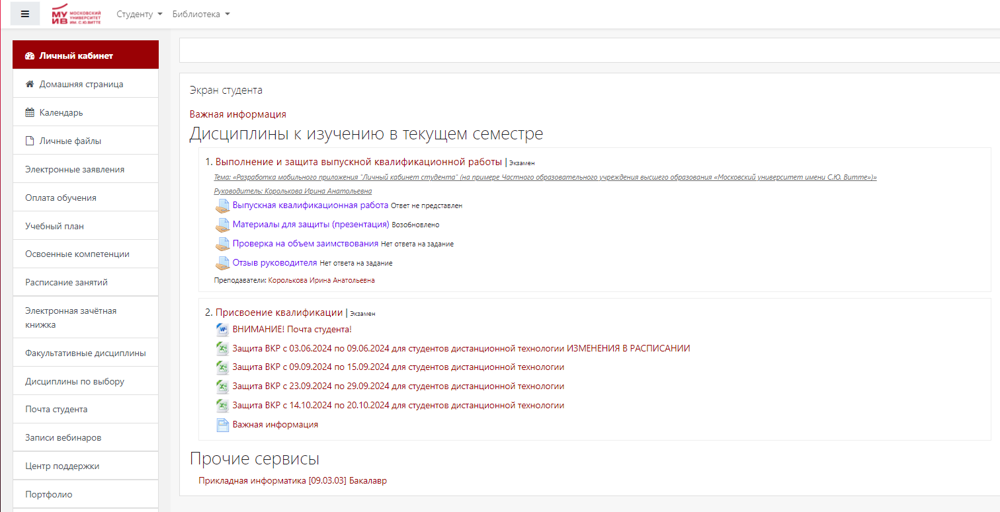 МУ ИВ МОСКОВСКИЙ УНИВЕРСИТЕТ ИМ. С.Ю.ВИТТЕ
Студенту
Библиотека
Личный кабинет
Домашняя страница
Календарь
Личные файлы
Электронные заявления
Оплата обучения
Учебный план
Освоенные компетенции
Расписание занятий
Электронная зачётная
книжка
Факультативные дисциплины
Дисциплины по выбору
Почта студента
Записи вебинаров
Центр поддержки
Портфолио
Экран студента
Важная информация
Дисциплины к изучению в текущем семестре
1. Выполнение и защита выпускной квалификационной работы | Экзамен
Тема: «Разработка мобильного приложения "Личный кабинет студента" (на примере Частного образовательного учреждения высшего образования «Московский университет имени С.Ю. Витте»)»
Руководитель: Королькова Ирина Анатольевна
Выпускная квалификационная работа Ответ не представлен
Материалы для защиты (презентация) Возобновлено
Проверка на объем заимствования Нет ответа на задание
Отзыв руководителя Нет ответа на задание
Преподаватели: Королькова Ирина Анатольевна
2. Присвоение квалификации | Экзамен
ВНИМАНИЕ! Почта студента!
Защита ВКР с 03.06.2024 по 09.06.2024 для студентов дистанционной технологии ИЗМЕНЕНИЯ В РАСПИСАНИИ
Защита ВКР с 09.09.2024 по 15.09.2024 для студентов дистанционной технологии
Защита ВКР с 23.09.2024 по 29.09.2024 для студентов дистанционной технологии
Защита ВКР с 14.10.2024 по 20.10.2024 для студентов дистанционной технологии
Важная информация
Прочие сервисы
Прикладная информатика [09.03.03] Бакалавр